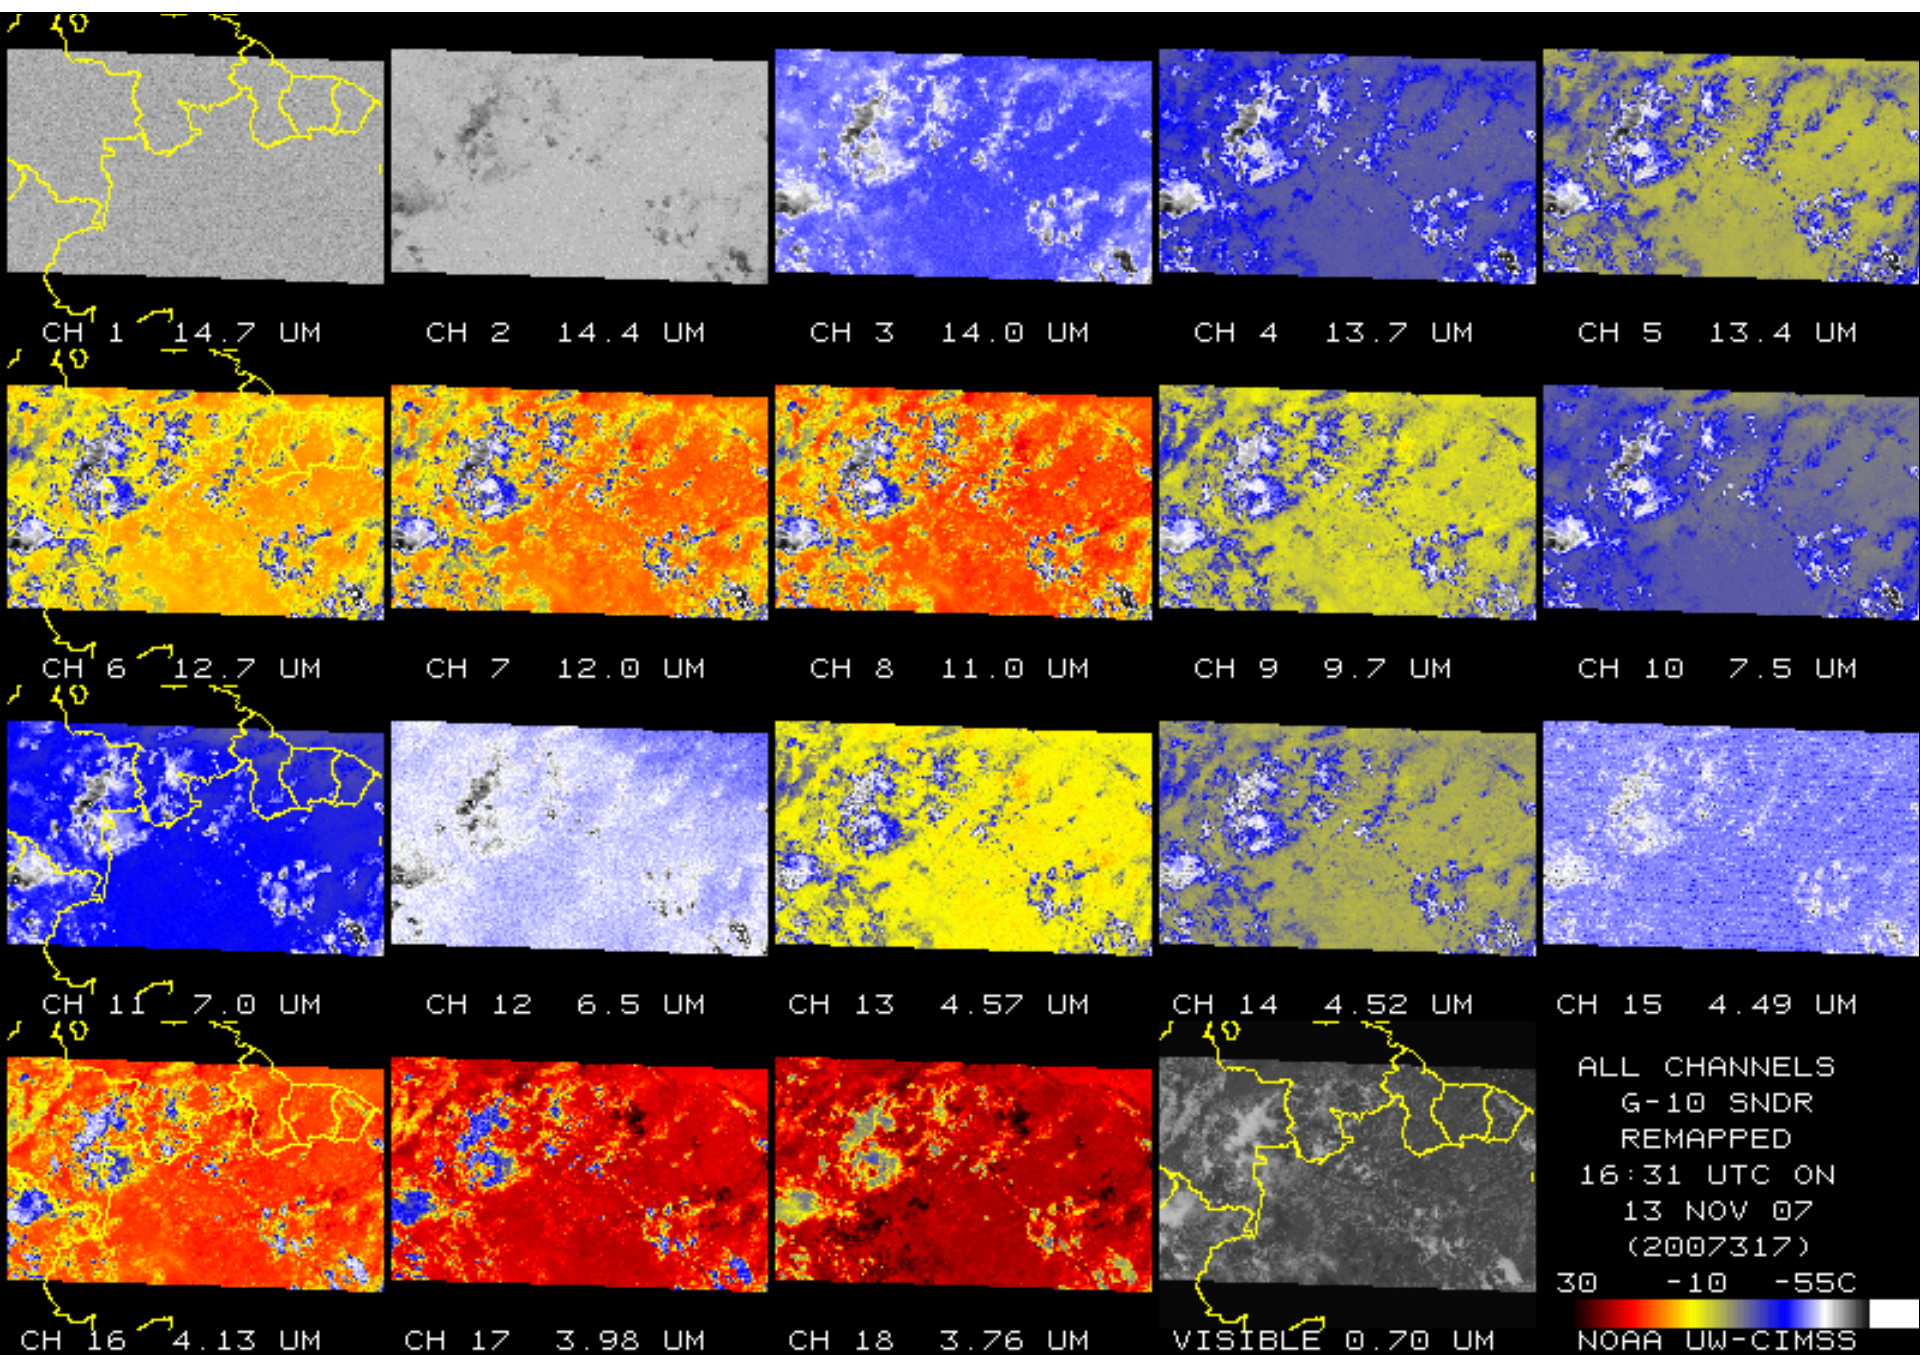 CH 1 14.7 UM
CH 2 14.4 UM
CH 3 14.0 UM
CH 4 13.7 UM
CH 5 13.4 UM
CH 6 12.7 UM
CH 7 12.0 UM
CH 8 11.0 UM
CH 9 9.7 UM
CH 10 7.5 UM
CH 11 7.0 UM
CH 12 6.5 UM
CH 13 4.57 UM
CH 14 4.52 UM
CH 15 4.49 UM
CH 16 4.13 UM
CH 17 3.98 UM
CH 18 3.76 UM
VISIBLE 0.70 UM
ALL CHANNELS
G-10 SNDR
REMAPPED
16:31 UTC ON
13 NOV 07
(2007317)
30 -10 -55C
NOAA UW-CIMSS